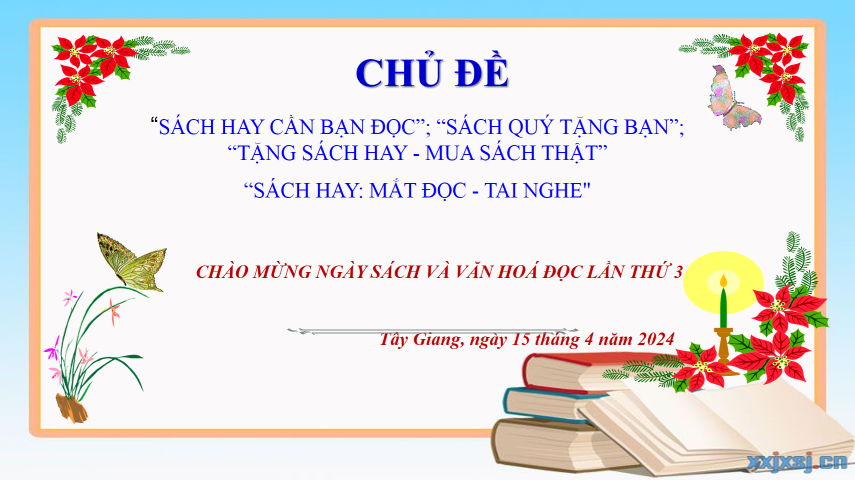 CHỦ ĐỀ
“SÁCH HAY CẦN BẠN ĐỌC”; “SÁCH QUÝ TẶNG BẠN”;
“TẶNG SÁCH HAY - MUA SÁCH THẬT”
“SÁCH HAY: MẮT ĐỌC - TAI NGHE"
CHÀO MỪNG NGÀY SÁCH VÀ VĂN HOÁ ĐỌC LẦN THỨ 3
Tây Giang, ngày 15 tháng 4 năm 2024
xxjxsj.cn